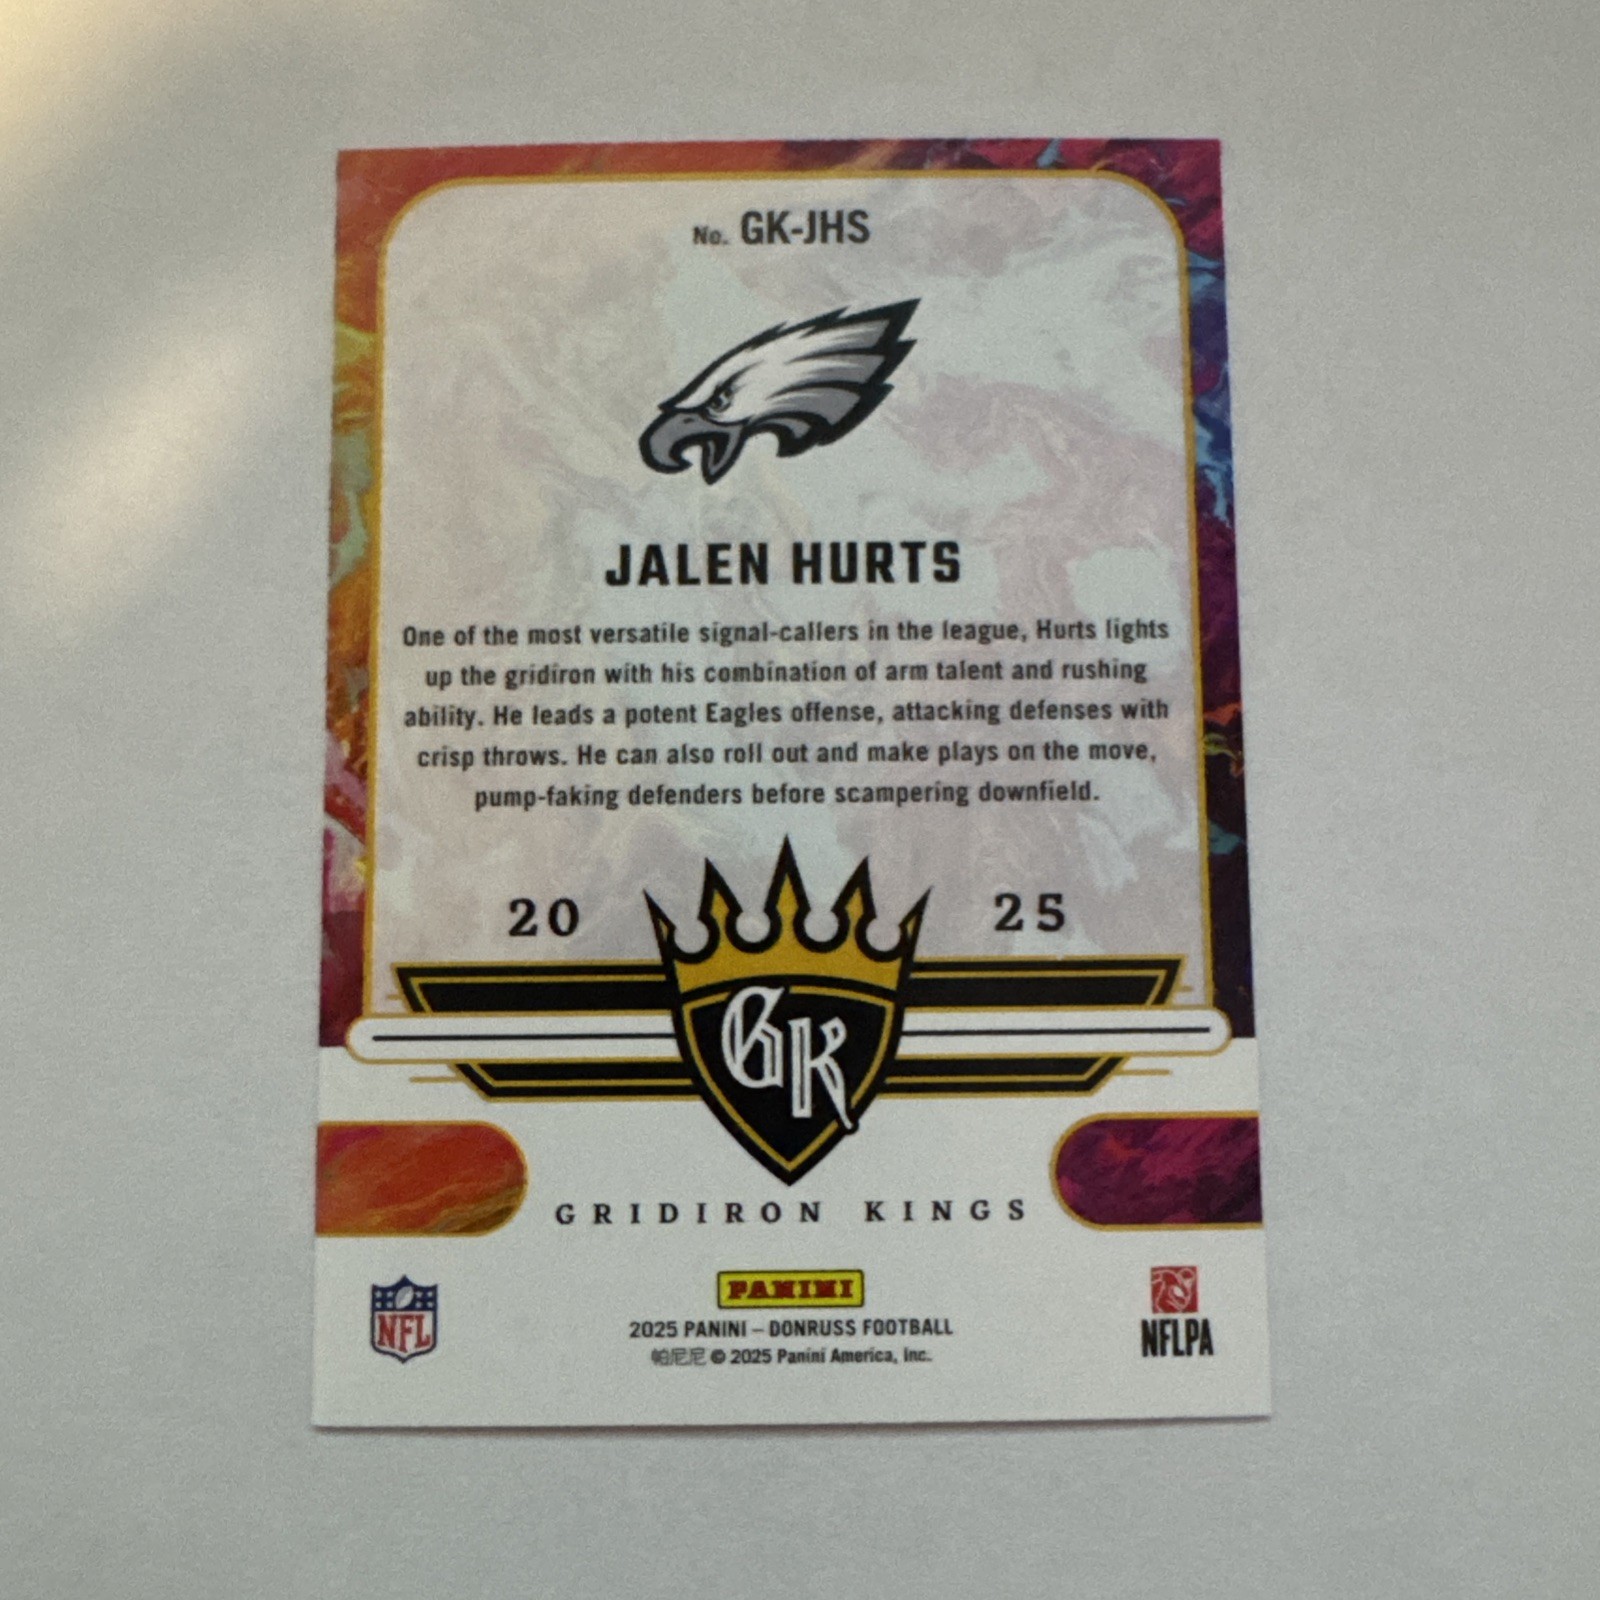 No. GK-JHS
JALEN HURTS
One of the most versatile signal-callers in the league, Hurts lights
up the gridiron with his combination of arm talent and rushing
ability. He leads a potent Eagles offense, attacking defenses with
crisp throws. He can also roll out and make plays on the move,
pump-faking defenders before scampering downfield.
20 25
GK
GRIDIRON KINGS
PANINI
2025 PANINI – DONRUSS FOOTBALL
帕尼尼 © 2025 Panini America, Inc.
NFL
NFLPA